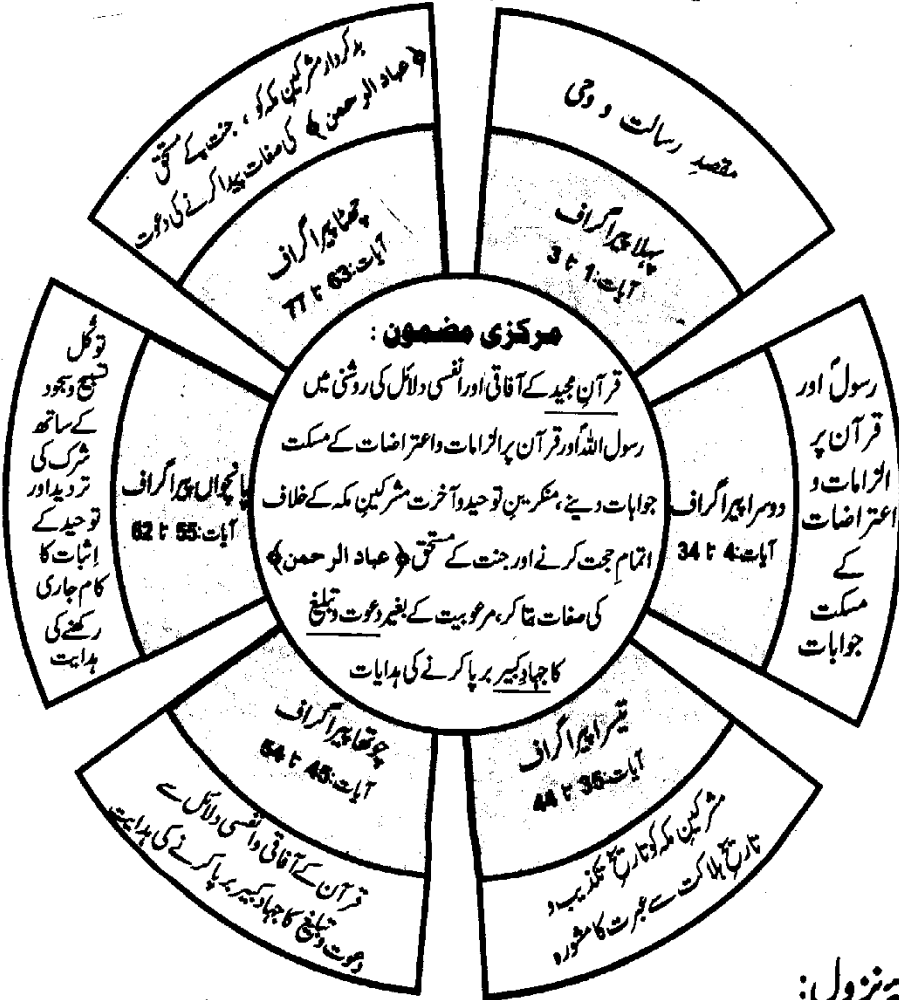 مرکزی مضمون :
قرآنِ مجید کے آفاقی اور انفسی دلائل کی روشنی میں
رسول اللہؐ اور قرآن پر الزامات و اعتراضات کے مسکت
جوابات دینے، منکرینِ توحید و آخرت مشرکینِ مکہ کے خلاف
اتمامِ حجت کرنے اور جنت کے مستحق ﴿عباد الرحمن﴾
کی صفات بتا کر، مرعوبیت کے بغیر دعوت و تبلیغ
کا جہادِ کبیر برپا کرنے کی ہدایات
پہلا پیراگراف
آیات:1 تا 3
مقصدِ رسالت و وحی
دوسرا پیراگراف
آیات:4 تا 34
رسولؐ اور
قرآن پر
الزامات و
اعتراضات
کے
مسکت
جوابات
تیسرا پیراگراف
آیات:35 تا 44
مشرکینِ مکہ کو تاریخِ تکذیب و
تاریخِ ہلاکت سے عبرت کا مشورہ
چوتھا پیراگراف
آیات:45 تا 54
قرآن کے آفاقی و انفسی دلائل سے
دعوت و تبلیغ کا جہادِ کبیر برپا کرنے کی ہدایت
پانچواں پیراگراف
آیات:55 تا 62
توکل
تسبیح و سجود
کے ساتھ
شرک کی
تردید اور
توحید کے
اِثبات کا
کام جاری
رکھنے کی
ہدایت
چھٹا پیراگراف
آیات:63 تا 77
بدکردار مشرکینِ مکہ کو ، جنت کے مستحق
﴿عباد الرحمن﴾ کی صفات پیدا کرنے کی دعوت
نزول: